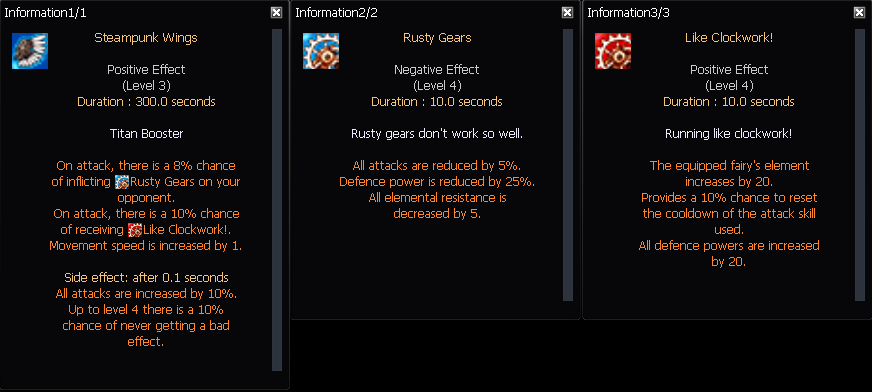 Information1/1
Steampunk Wings
Positive Effect
(Level 3)
Duration : 300.0 seconds
Titan Booster
On attack, there is a 8% chance
of inflicting Rusty Gears on your
opponent.
On attack, there is a 10% chance
of receiving Like Clockwork!.
Movement speed is increased by 1.
Side effect: after 0.1 seconds
All attacks are increased by 10%.
Up to level 4 there is a 10%
chance of never getting a bad
effect.
Information2/2
Rusty Gears
Negative Effect
(Level 4)
Duration : 10.0 seconds
Rusty gears don't work so well.
All attacks are reduced by 5%.
Defence power is reduced by 25%.
All elemental resistance is
decreased by 5.
Information3/3
Like Clockwork!
Positive Effect
(Level 4)
Duration : 10.0 seconds
Running like clockwork!
The equipped fairy's element
increases by 20.
Provides a 10% chance to reset
the cooldown of the attack skill
used.
All defence powers are increased
by 20.